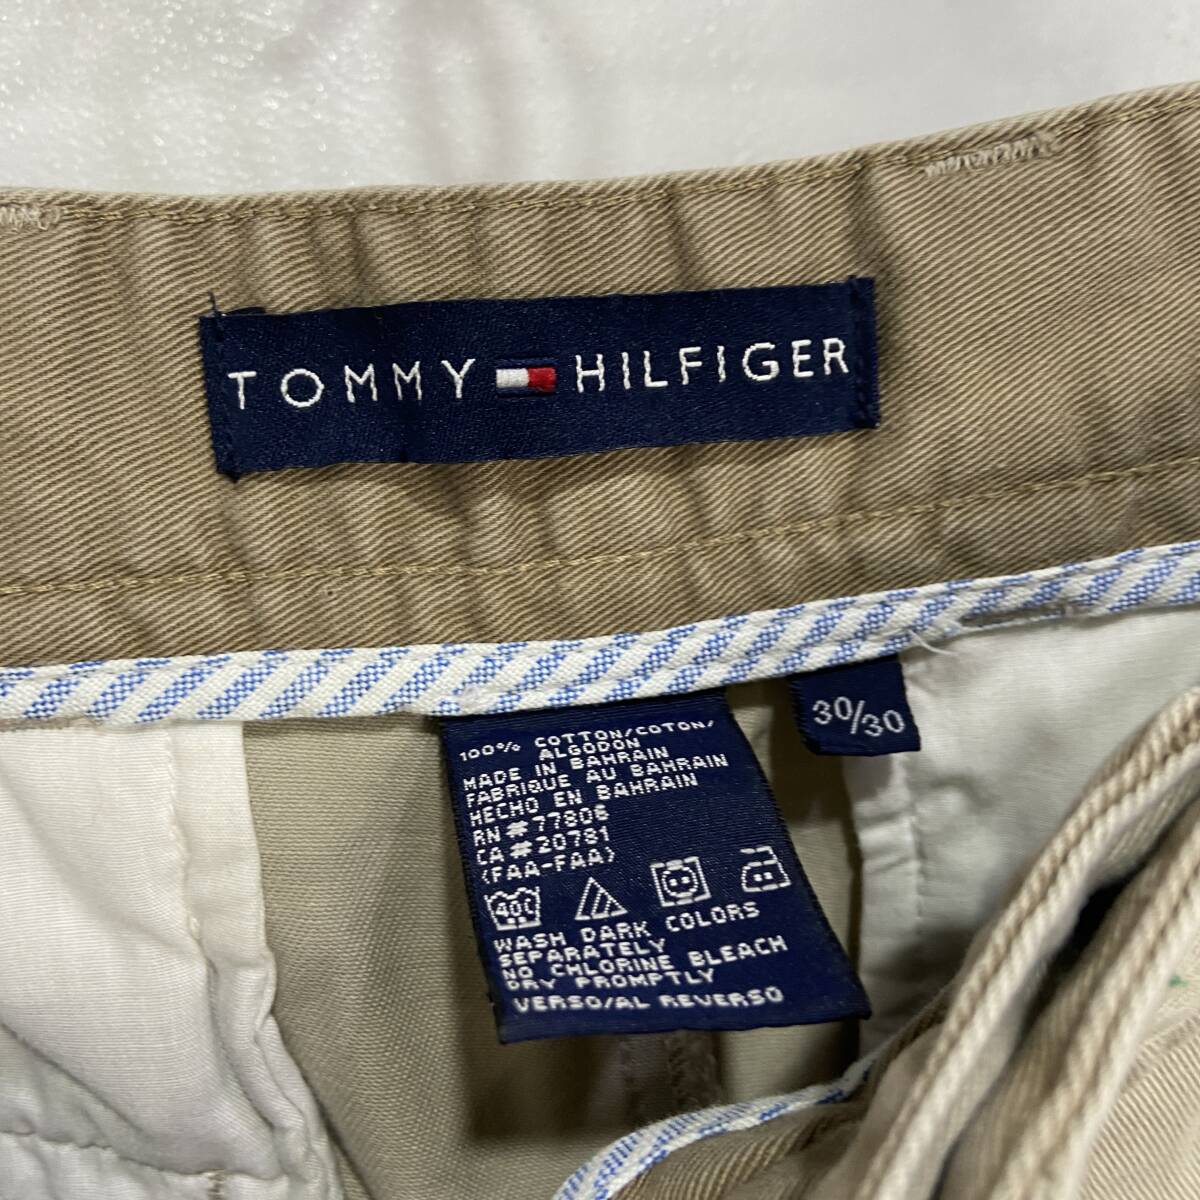 TOMMY HILFIGER
30/30
100% COTTON/COTON/
ALGODON
MADE IN BAHRAIN
FABRIQUE AU BAHRAIN
HECHO EN BAHRAIN
RN#77806
CA#20781
(FAA-FAA)
40C
WASH DARK COLORS
SEPARATELY
NO CHLORINE BLEACH
DRY PROMPTLY
VERSO/AL REVERSO